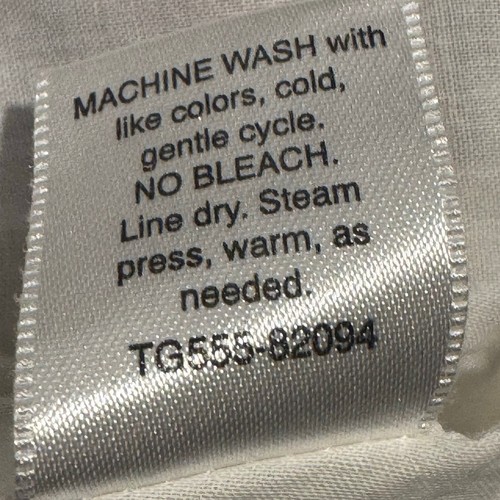 MACHINE WASH with
like colors, cold,
gentle cycle.
NO BLEACH.
Line dry. Steam
press, warm, as
needed.
TG555-82094